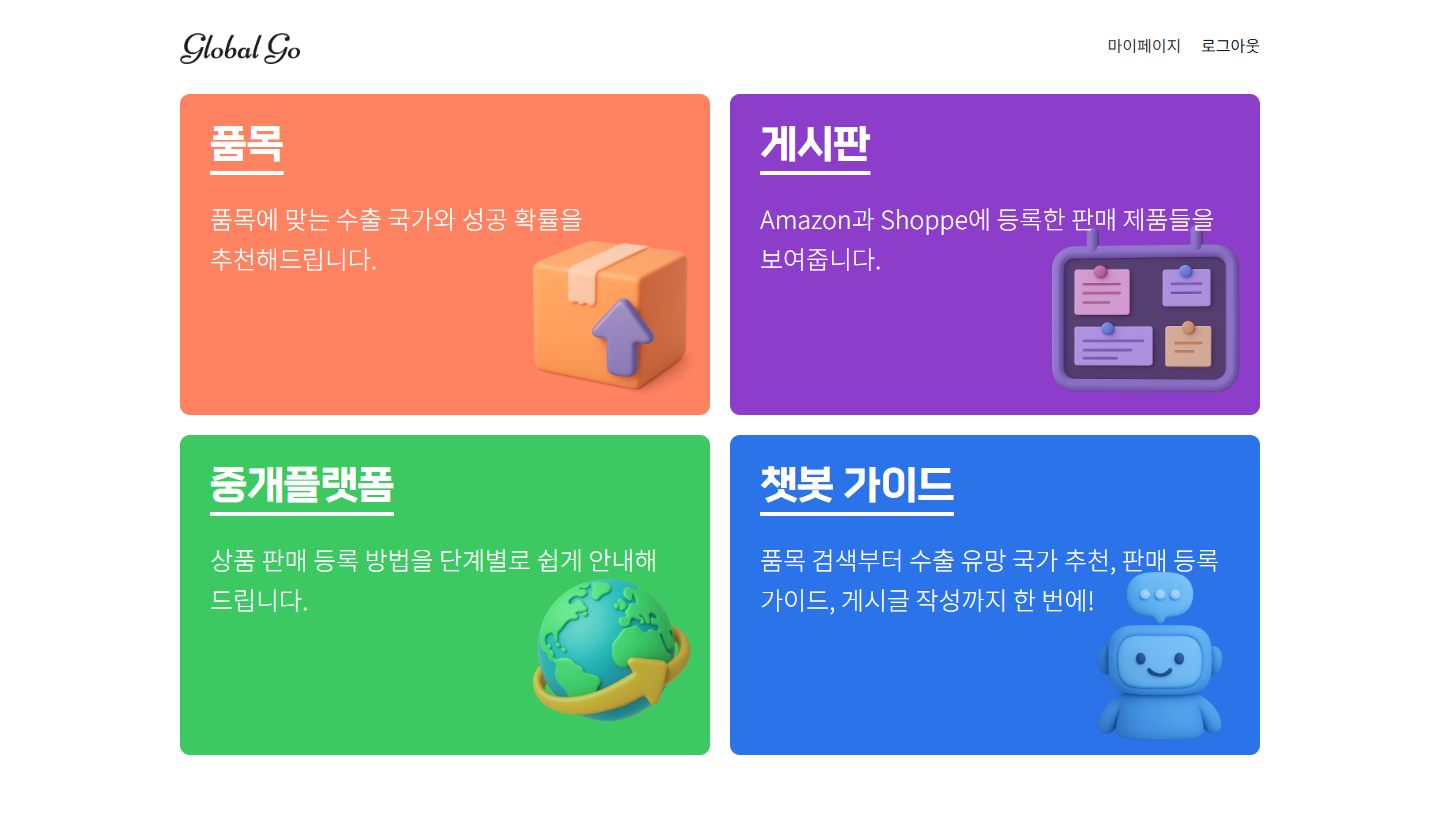 Global Go
마이페이지 로그아웃
품목
품목에 맞는 수출 국가와 성공 확률을
추천해드립니다.
게시판
Amazon과 Shoppe에 등록한 판매 제품들을
보여줍니다.
중개플랫폼
상품 판매 등록 방법을 단계별로 쉽게 안내해
드립니다.
챗봇 가이드
품목 검색부터 수출 유망 국가 추천, 판매 등록
가이드, 게시글 작성까지 한 번에!